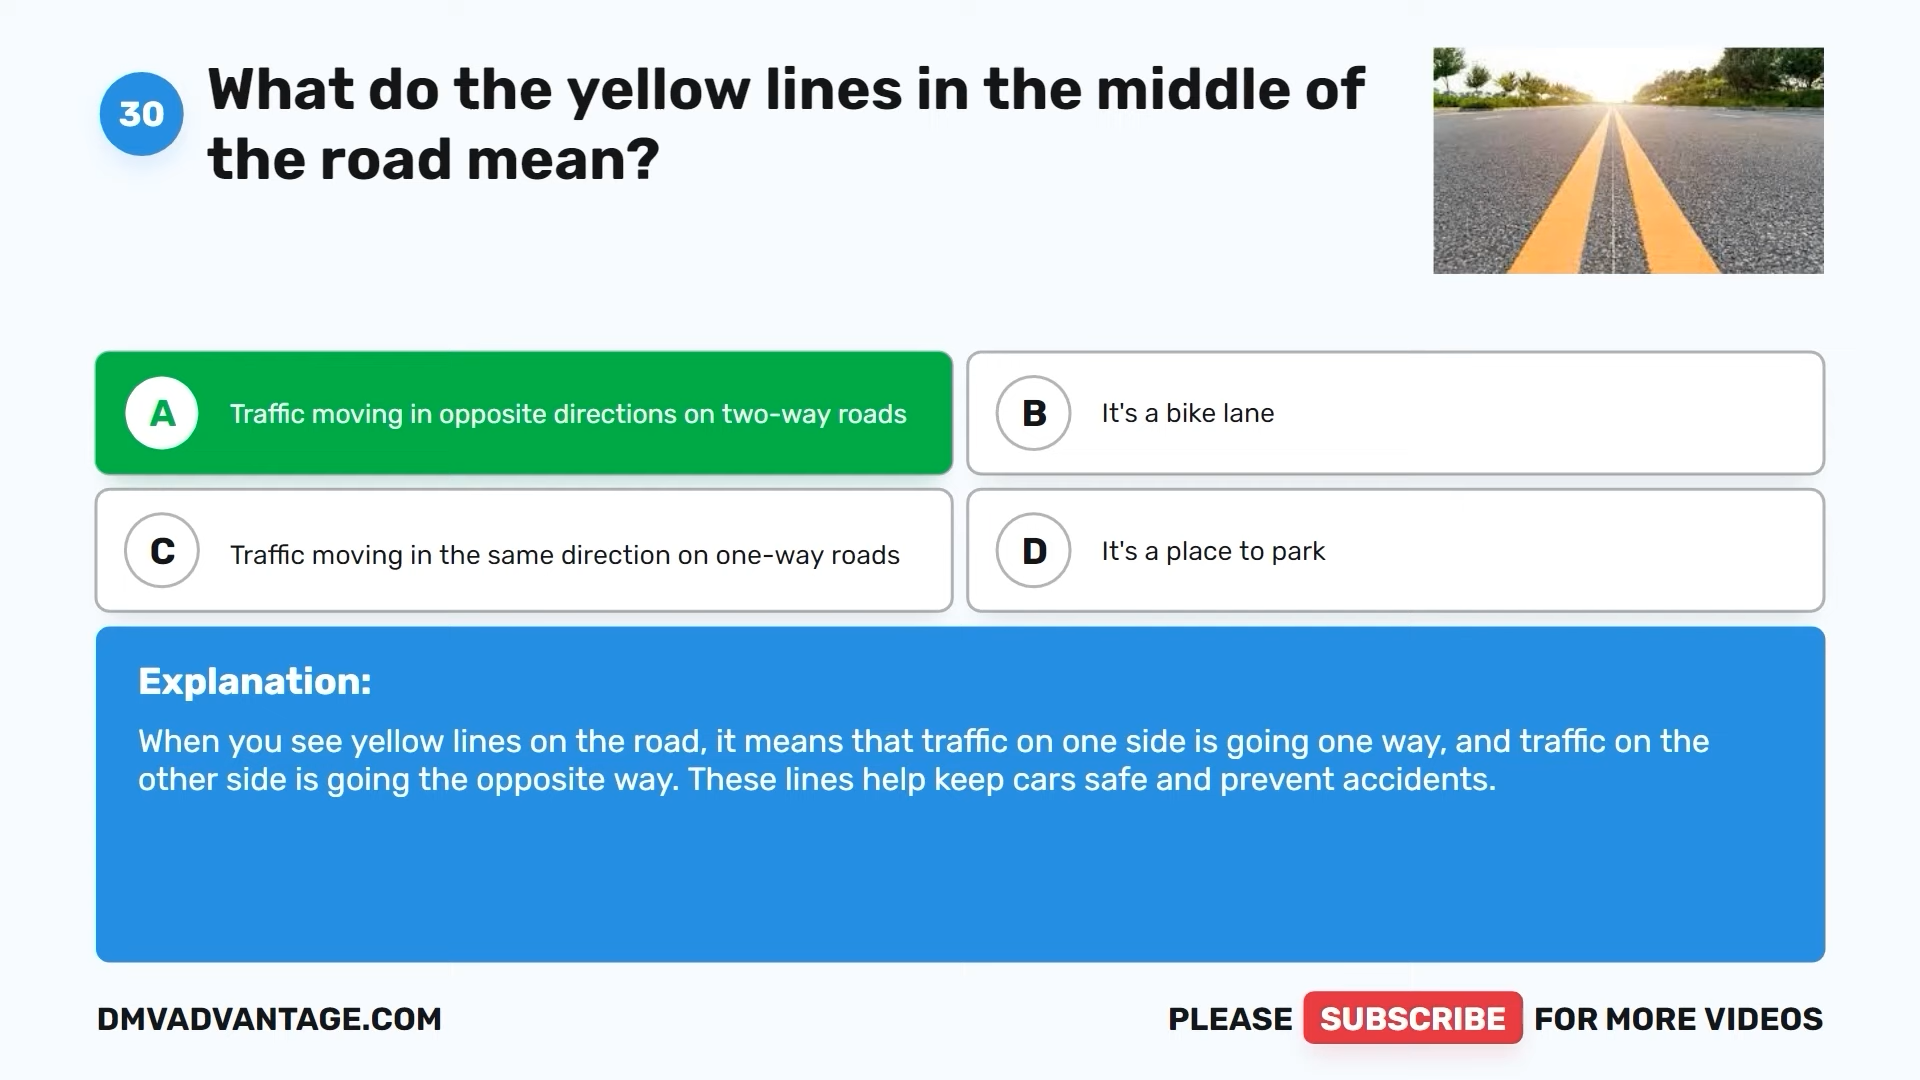 30
What do the yellow lines in the middle of
the road mean?
A
Traffic moving in opposite directions on two-way roads
B
It's a bike lane
C
Traffic moving in the same direction on one-way roads
D
It's a place to park
Explanation:
When you see yellow lines on the road, it means that traffic on one side is going one way, and traffic on the
other side is going the opposite way. These lines help keep cars safe and prevent accidents.
DMVADVANTAGE.COM
PLEASE SUBSCRIBE FOR MORE VIDEOS